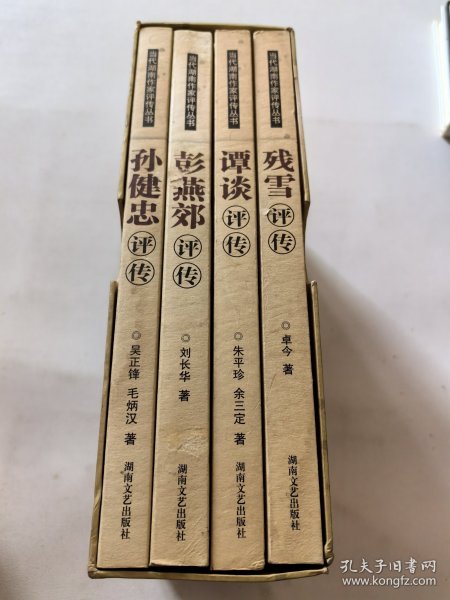 当代湖南作家评传丛书
孙健忠
评传
◎吴正锋 毛炳汉 著
湖南文艺出版社
当代湖南作家评传丛书
彭燕郊
评传
◎刘长华 著
湖南文艺出版社
当代湖南作家评传丛书
谭谈
评传
◎朱平珍 余三定 著
湖南文艺出版社
当代湖南作家评传丛书
残雪
评传
◎卓今 著
湖南文艺出版社
孔夫子旧书网
www.kongfz.com